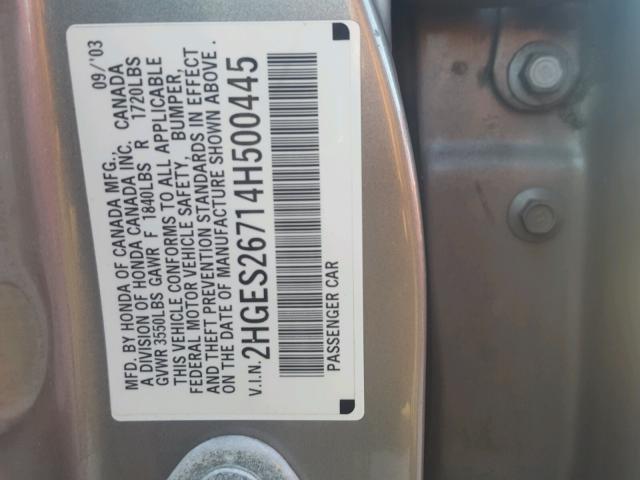 MFD. BY HONDA OF CANADA MFG., 09/'03
A DIVISION OF HONDA CANADA INC. CANADA
GVWR 3550LBS GAWR F 1840LBS R 1720LBS
THIS VEHICLE CONFORMS TO ALL APPLICABLE
FEDERAL MOTOR VEHICLE SAFETY, BUMPER,
AND THEFT PREVENTION STANDARDS IN EFFECT
ON THE DATE OF MANUFACTURE SHOWN ABOVE.
V.I.N. 2HGES26714H500445
PASSENGER CAR